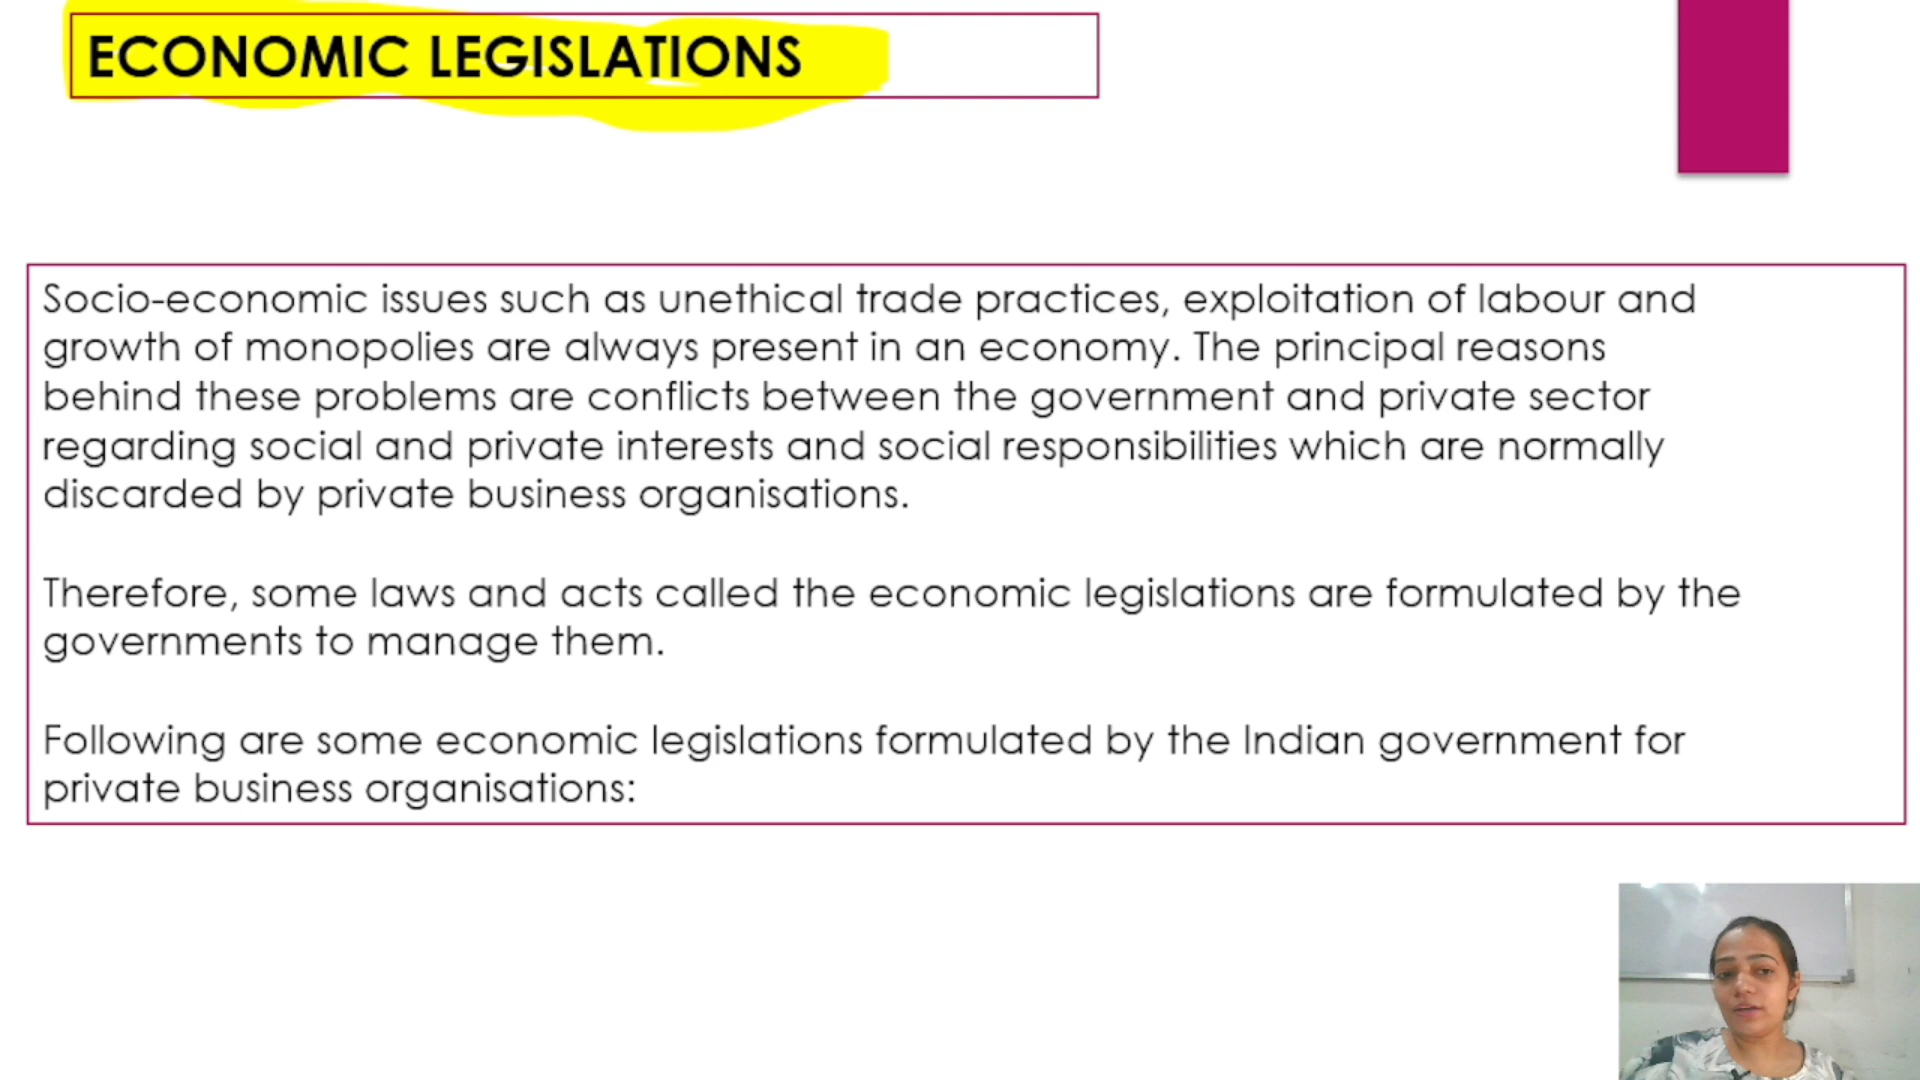 ECONOMIC LEGISLATIONS
Socio-economic issues such as unethical trade practices, exploitation of labour and
growth of monopolies are always present in an economy. The principal reasons
behind these problems are conflicts between the government and private sector
regarding social and private interests and social responsibilities which are normally
discarded by private business organisations.
Therefore, some laws and acts called the economic legislations are formulated by the
governments to manage them.
Following are some economic legislations formulated by the Indian government for
private business organisations: